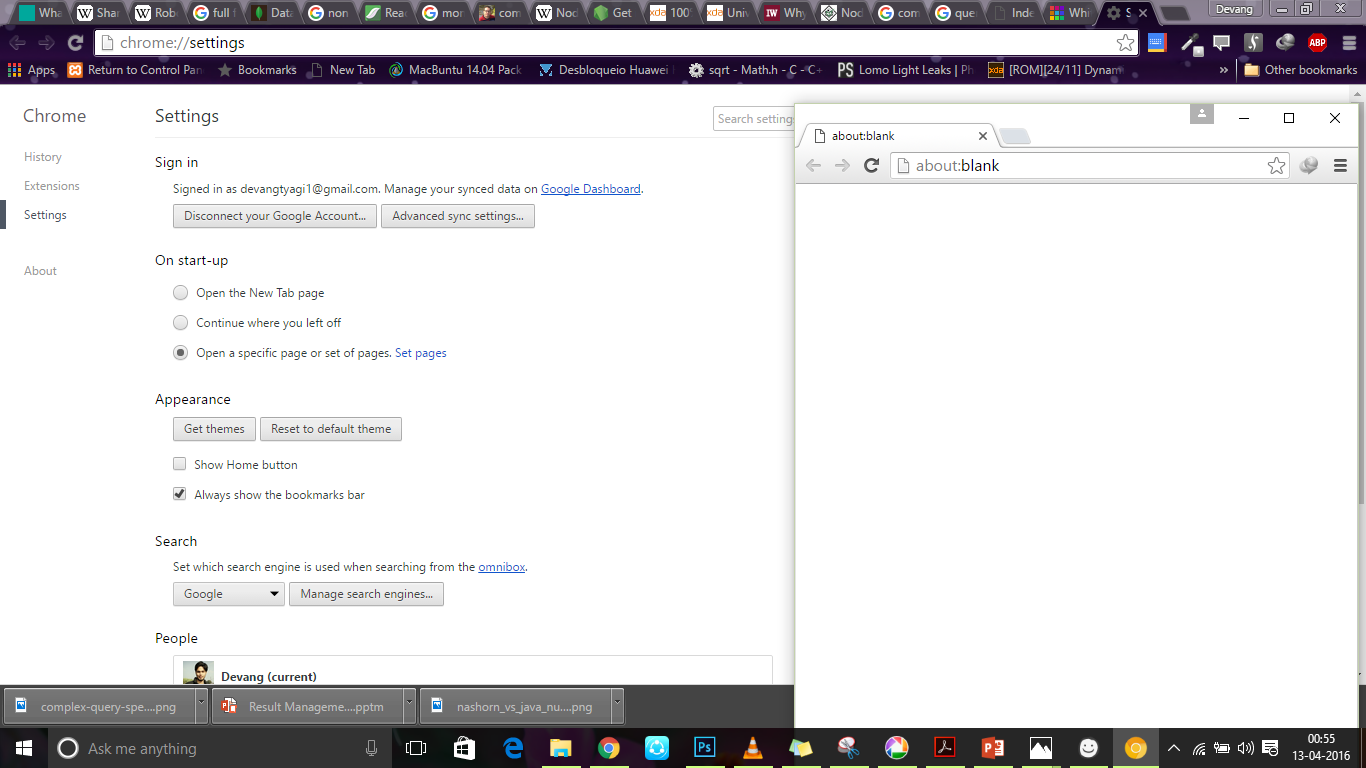 Wha
Shar
Rob
full f
Data
non
Rea
mor
com
Nod
Get
100°
Univ
Why
Nod
com
que
Inde
Whi
S
Devang
chrome://settings
ABP
Apps
Return to Control Pan
Bookmarks
New Tab
MacBuntu 14.04 Pack
Desbloqueio Huawei
sqrt - Math.h - C - C+
PS Lomo Light Leaks | Ph
xda [ROM][24/11] Dynam
» Other bookmarks
Chrome
Settings
Search settings
History
Extensions
Settings
About
Sign in
Signed in as devangtyagi1@gmail.com. Manage your synced data on Google Dashboard.
Disconnect your Google Account... Advanced sync settings...
On start-up
Open the New Tab page
Continue where you left off
Open a specific page or set of pages. Set pages
Appearance
Get themes Reset to default theme
Show Home button
Always show the bookmarks bar
Search
Set which search engine is used when searching from the omnibox.
Google Manage search engines...
People
Devang (current)
about:blank
about:blank
complex-query-spe....png
Result Manageme....pptm
nashorn_vs_java_nu....png
Ask me anything
Ps
00:55
13-04-2016